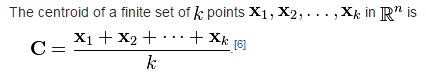 The centroid of a finite set of k points x₁, x₂, . . . , xₖ in ℝⁿ is
C = (x₁ + x₂ + ··· + xₖ) / k .[6]